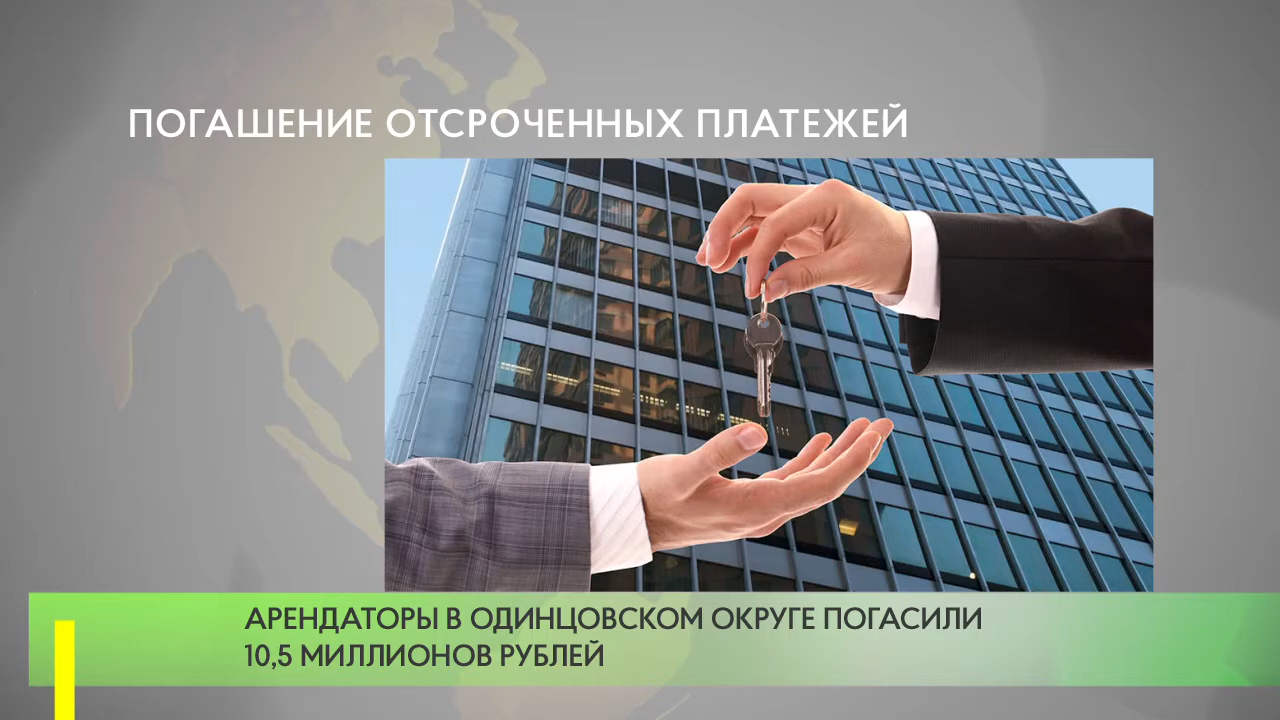 ПОГАШЕНИЕ ОТСРОЧЕННЫХ ПЛАТЕЖЕЙ
АРЕНДАТОРЫ В ОДИНЦОВСКОМ ОКРУГЕ ПОГАСИЛИ
10,5 МИЛЛИОНОВ РУБЛЕЙ